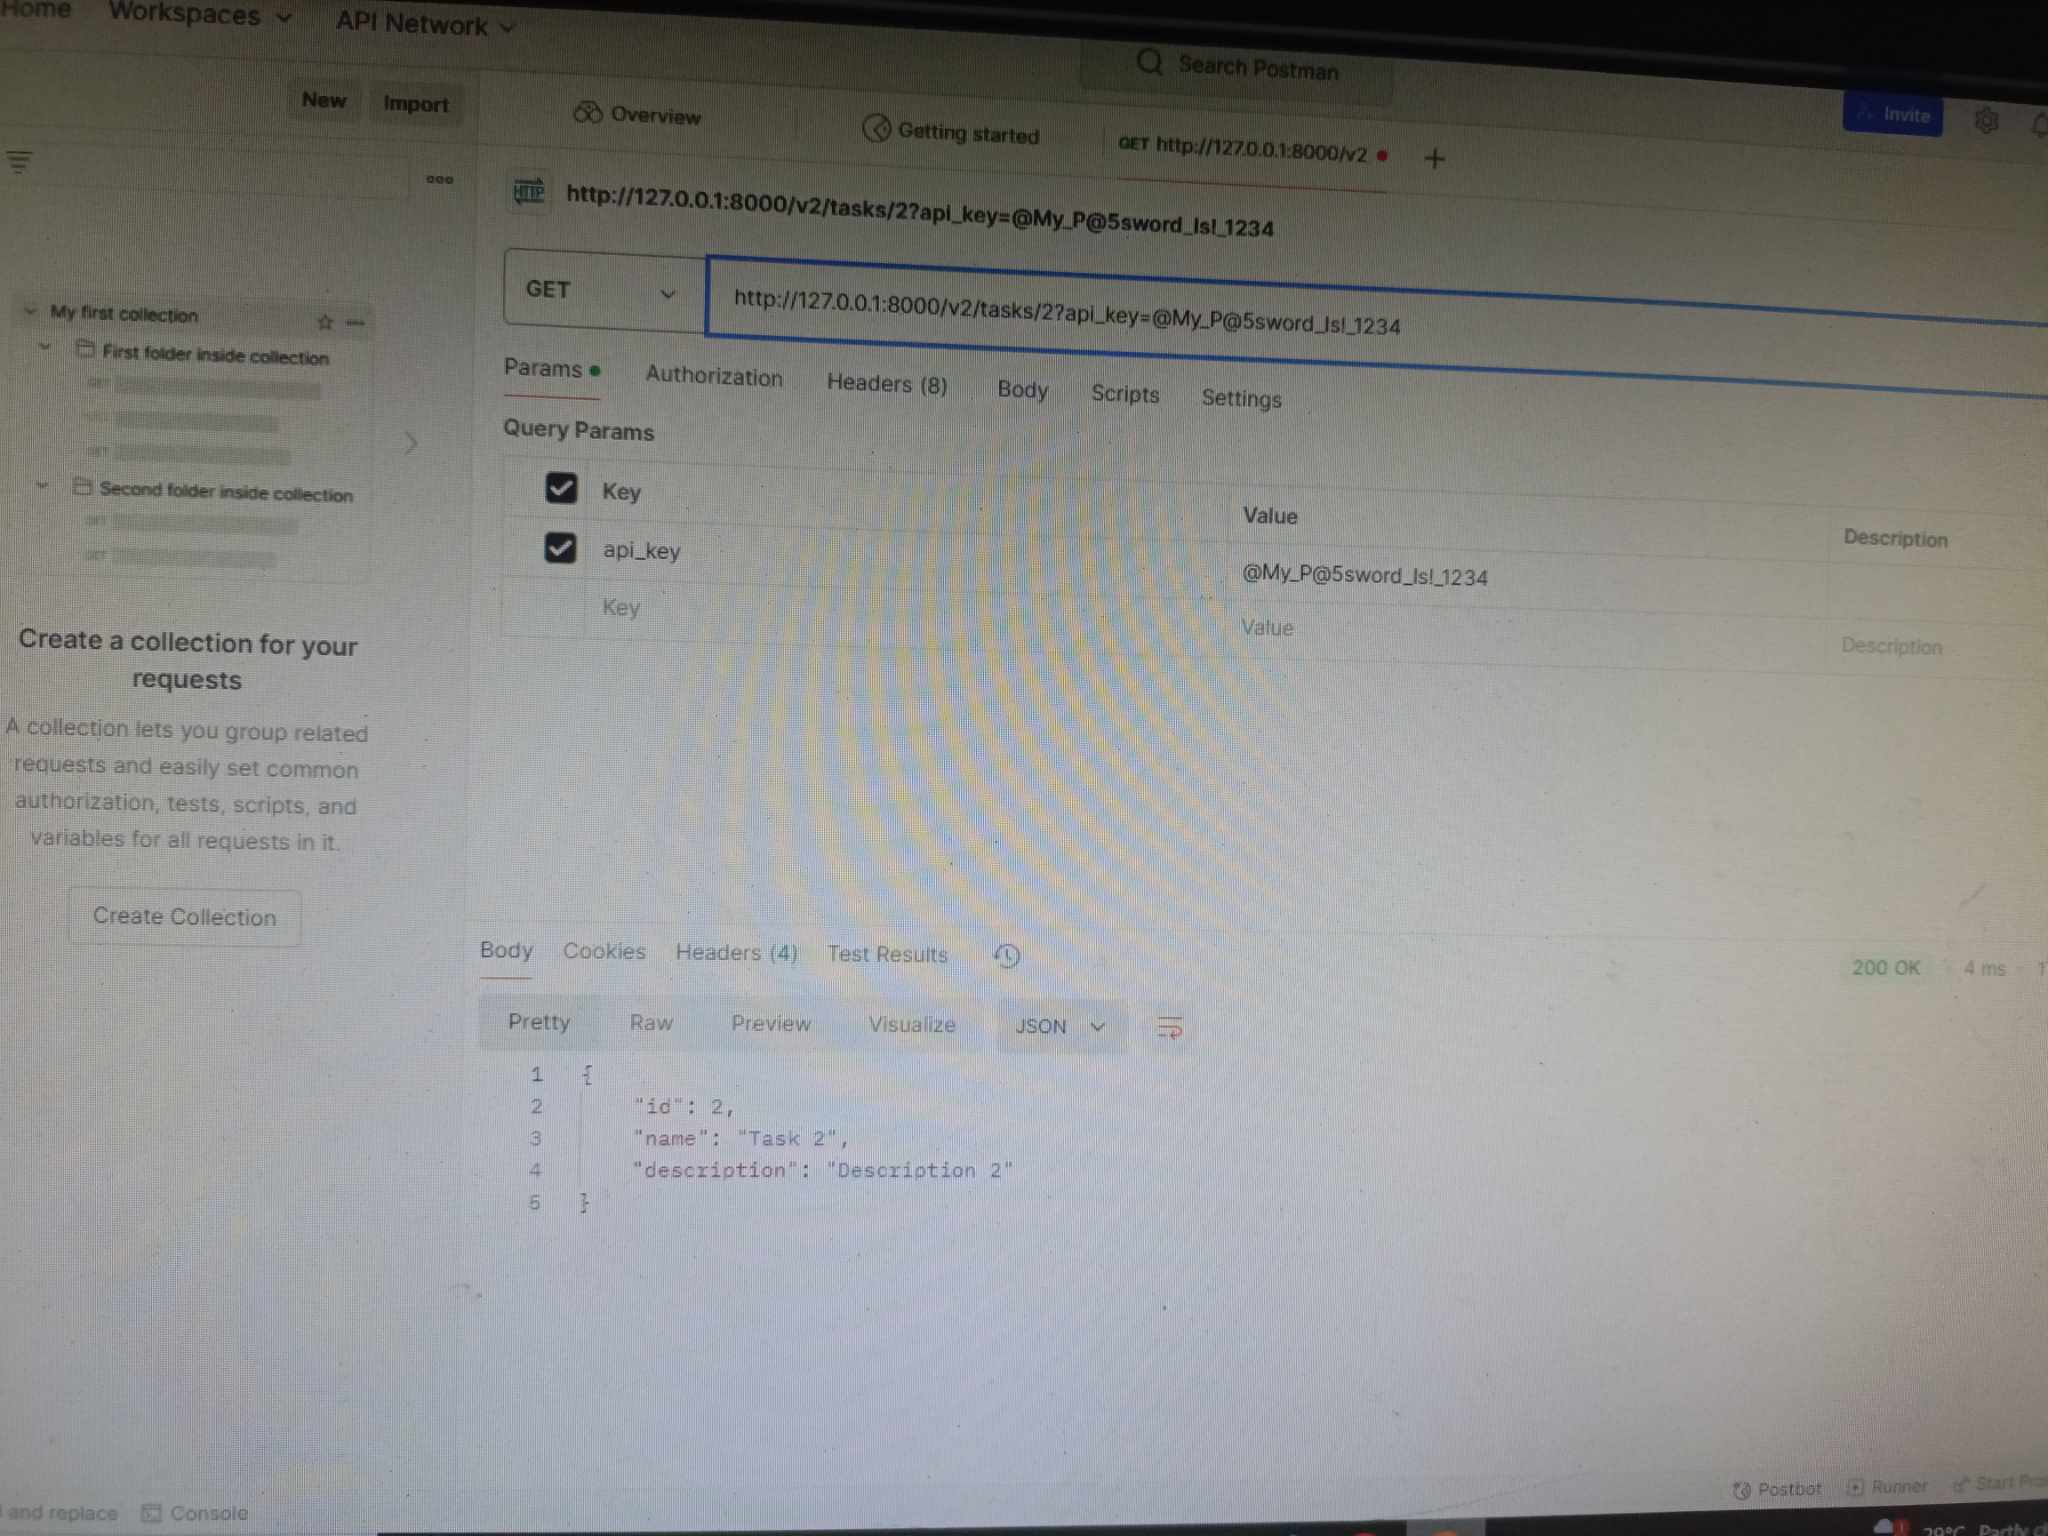 Home Workspaces API Network
Search Postman
New Import
Overview
Getting started
GET http://127.0.0.1:8000/v2
Invite
HTTP http://127.0.0.1:8000/v2/tasks/2?api_key=@My_P@5sword_Is!_1234
GET http://127.0.0.1:8000/v2/tasks/2?api_key=@My_P@5sword_Is!_1234
Params Authorization Headers (8) Body Scripts Settings
Query Params
Key Value Description
api_key @My_P@5sword_Is!_1234
Key Value Description
My first collection
First folder inside collection
GET
GET
Second folder inside collection
GET
GET
Create a collection for your
requests
A collection lets you group related
requests and easily set common
authorization, tests, scripts, and
variables for all requests in it.
Create Collection
Body Cookies Headers (4) Test Results
200 OK 4 ms
Pretty Raw Preview Visualize JSON
1 {
2 "id": 2,
3 "name": "Task 2",
4 "description": "Description 2"
5 }
and replace Console
Postbot Runner Start
Partly